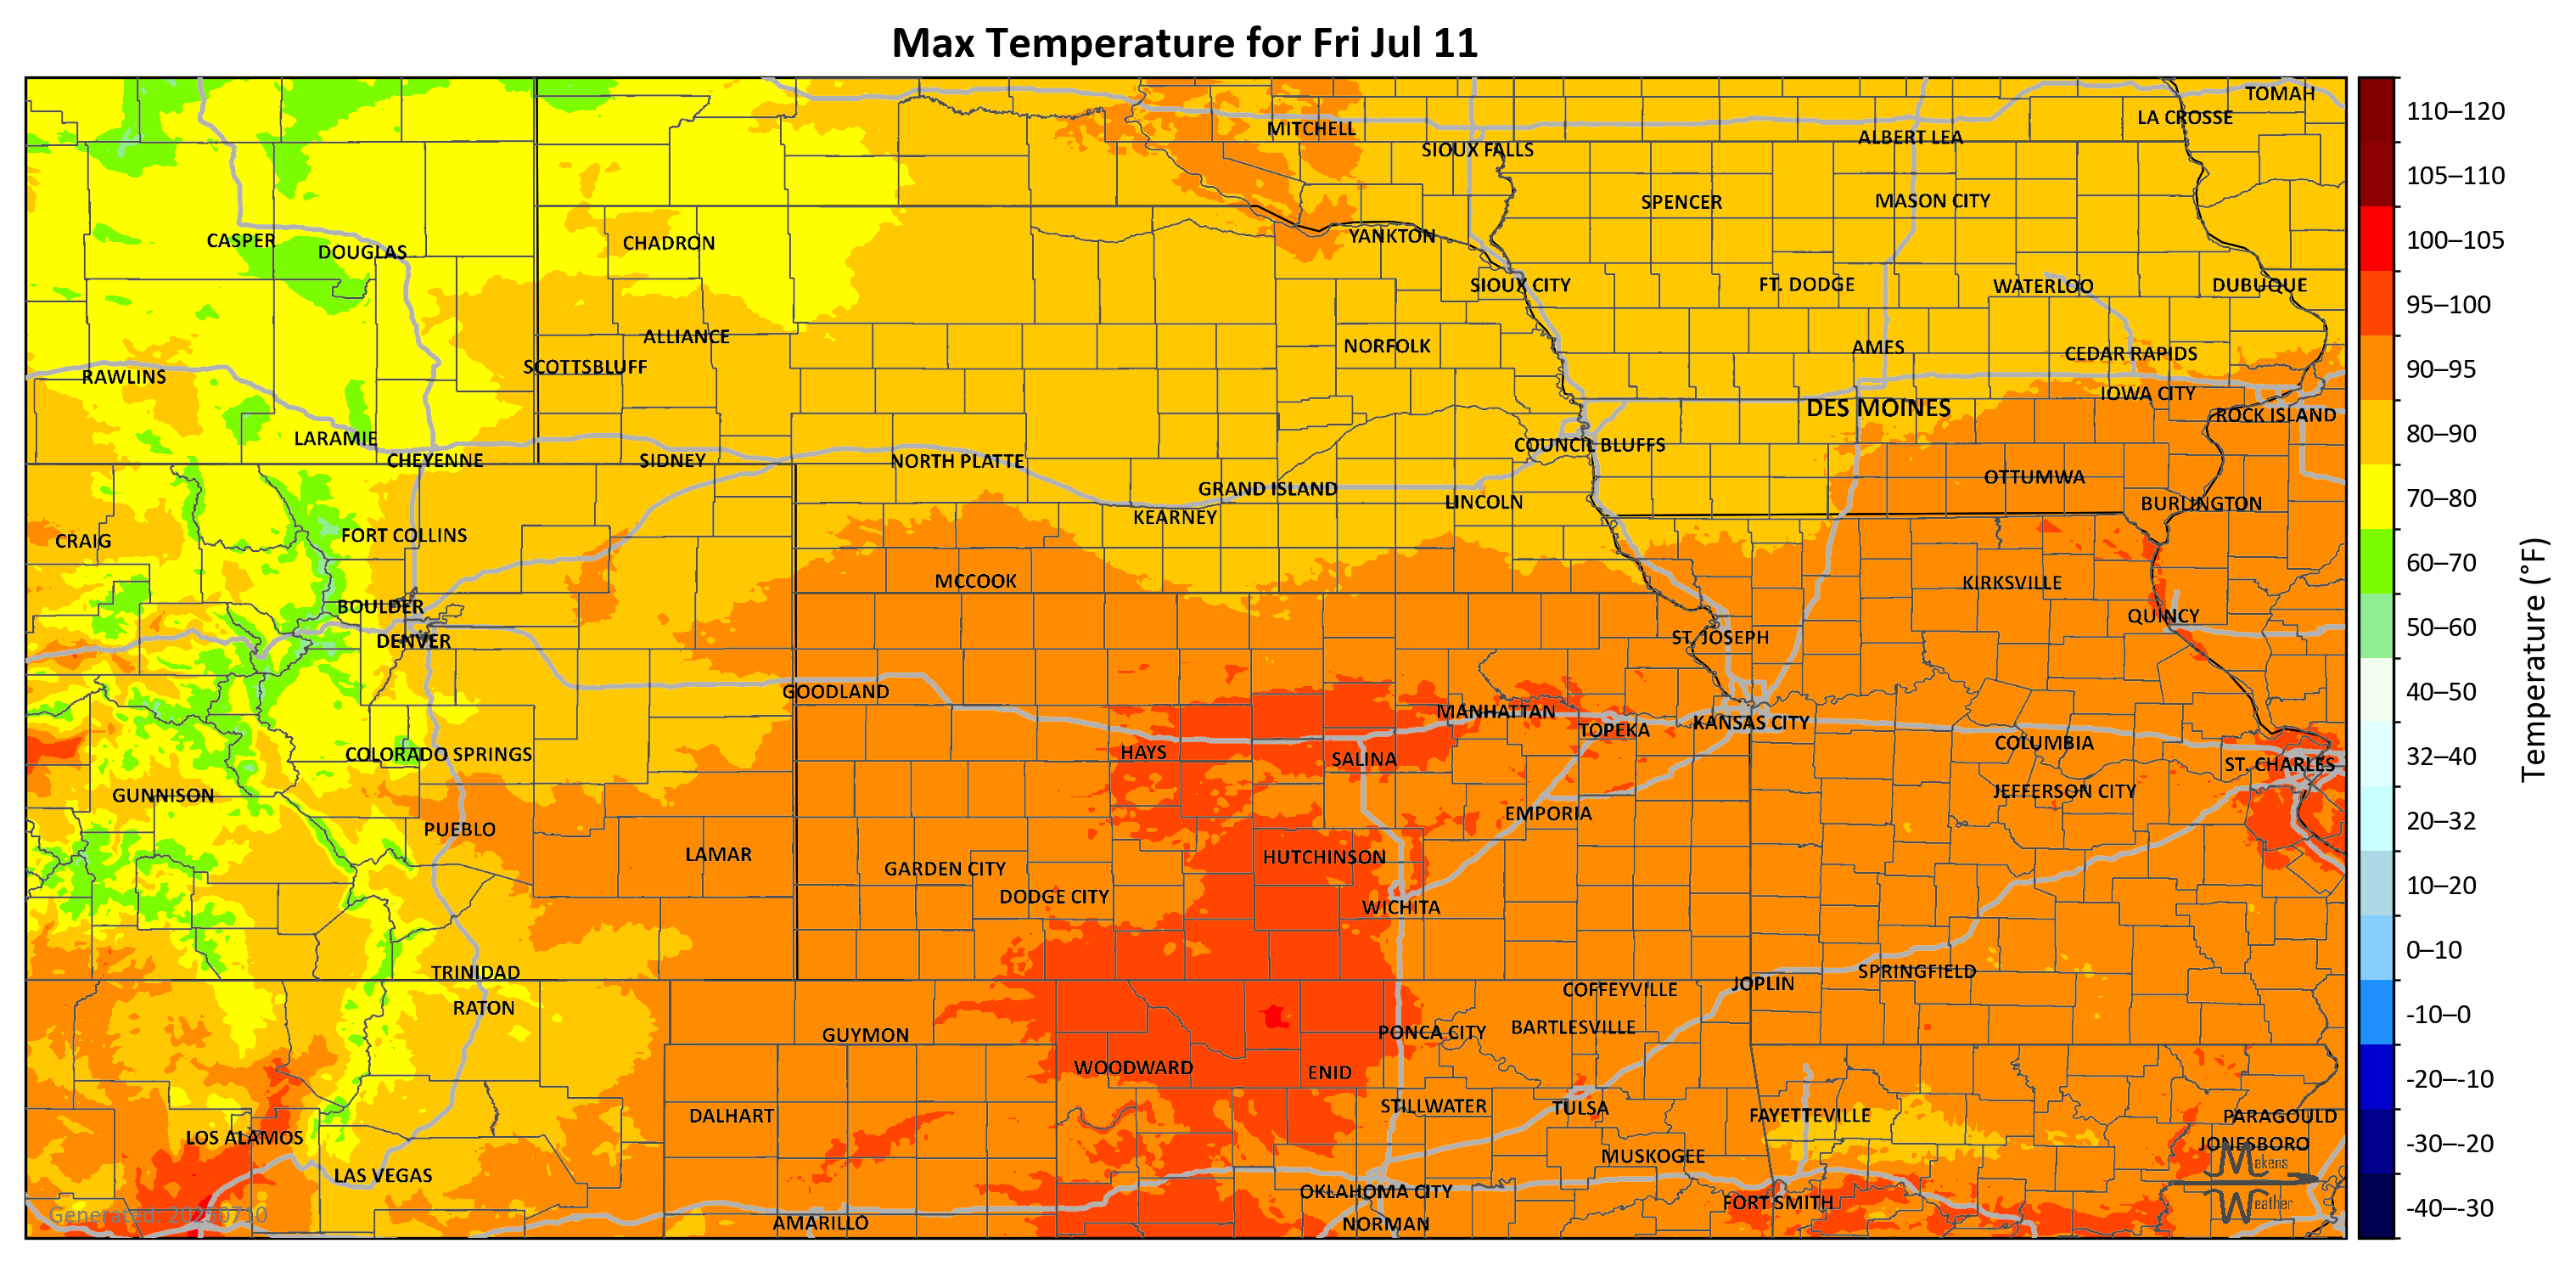 Max Temperature for Fri Jul 11
TOMAH
LA CROSSE
MITCHELL
ALBERT LEA
SIOUX FALLS
SPENCER
MASON CITY
CASPER
DOUGLAS
CHADRON
YANKTON
SIOUX CITY
FT. DODGE
WATERLOO
DUBUQUE
ALLIANCE
NORFOLK
AMES
CEDAR RAPIDS
SCOTTSBLUFF
RAWLINS
IOWA CITY
DES MOINES
ROCK ISLAND
LARAMIE
COUNCIL BLUFFS
CHEYENNE
SIDNEY
NORTH PLATTE
OTTUMWA
GRAND ISLAND
LINCOLN
BURLINGTON
KEARNEY
FORT COLLINS
CRAIG
MCCOOK
KIRKSVILLE
BOULDER
QUINCY
DENVER
ST. JOSEPH
GOODLAND
MANHATTAN
KANSAS CITY
TOPEKA
COLUMBIA
COLORADO SPRINGS
HAYS
SALINA
ST. CHARLES
GUNNISON
JEFFERSON CITY
EMPORIA
PUEBLO
LAMAR
HUTCHINSON
GARDEN CITY
DODGE CITY
WICHITA
TRINIDAD
SPRINGFIELD
JOPLIN
COFFEYVILLE
RATON
BARTLESVILLE
PONCA CITY
GUYMON
WOODWARD
ENID
STILLWATER
TULSA
DALHART
FAYETTEVILLE
PARAGOULD
LOS ALAMOS
JONESBORO
MUSKOGEE
LAS VEGAS
OKLAHOMA CITY
FORT SMITH
AMARILLO
NORMAN
Generated: 20250710
Makens
Weather
110–120
105–110
100–105
95–100
90–95
80–90
70–80
60–70
50–60
40–50
32–40
20–32
10–20
0–10
-10–0
-20–-10
-30–-20
-40–-30
Temperature (°F)